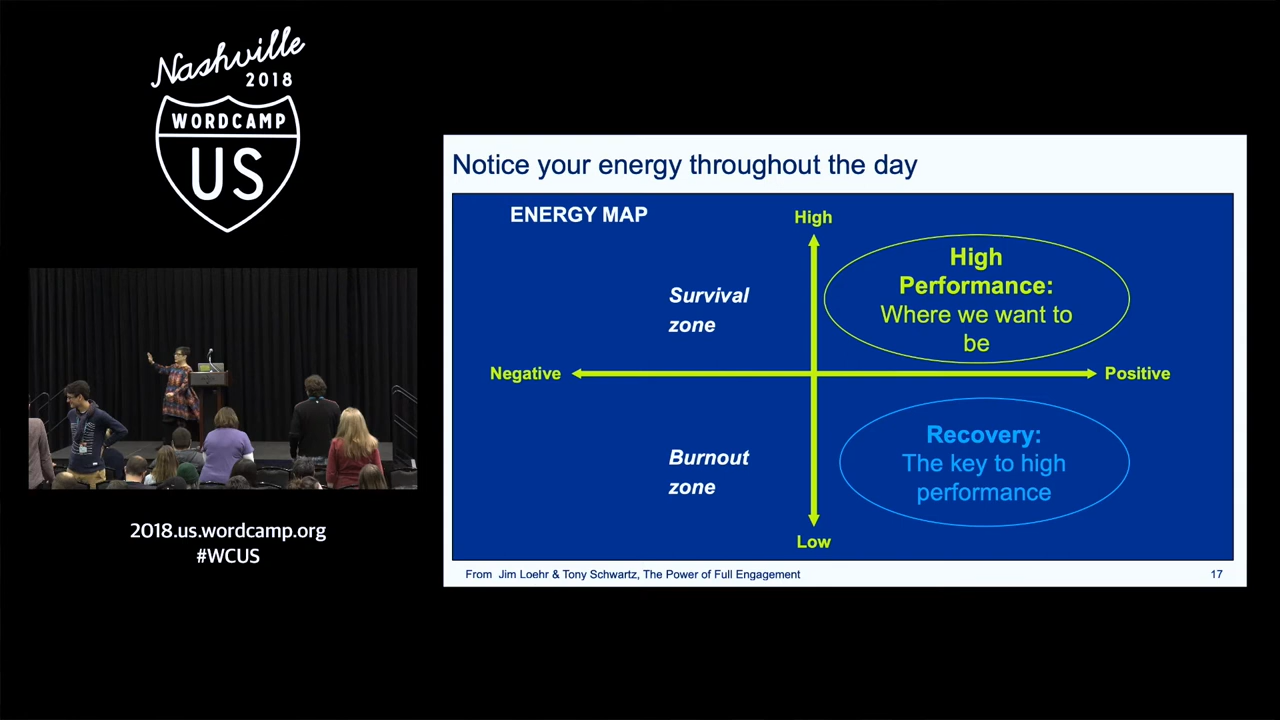 Nashville
2018
WORDCAMP
US
2018.us.wordcamp.org
#WCUS
Notice your energy throughout the day
ENERGY MAP
High
High
Performance:
Where we want to
be
Survival
zone
Negative
Positive
Recovery:
The key to high
performance
Burnout
zone
Low
From Jim Loehr & Tony Schwartz, The Power of Full Engagement
17